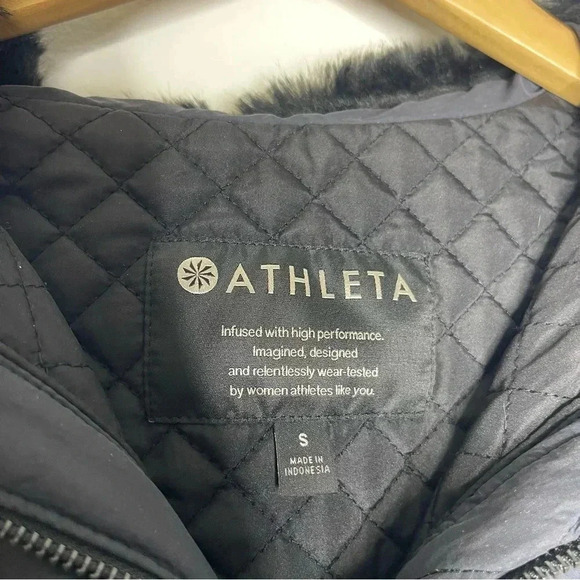 ATHLETA
Infused with high performance.
Imagined, designed
and relentlessly wear-tested
by women athletes like you.
S
MADE IN
INDONESIA